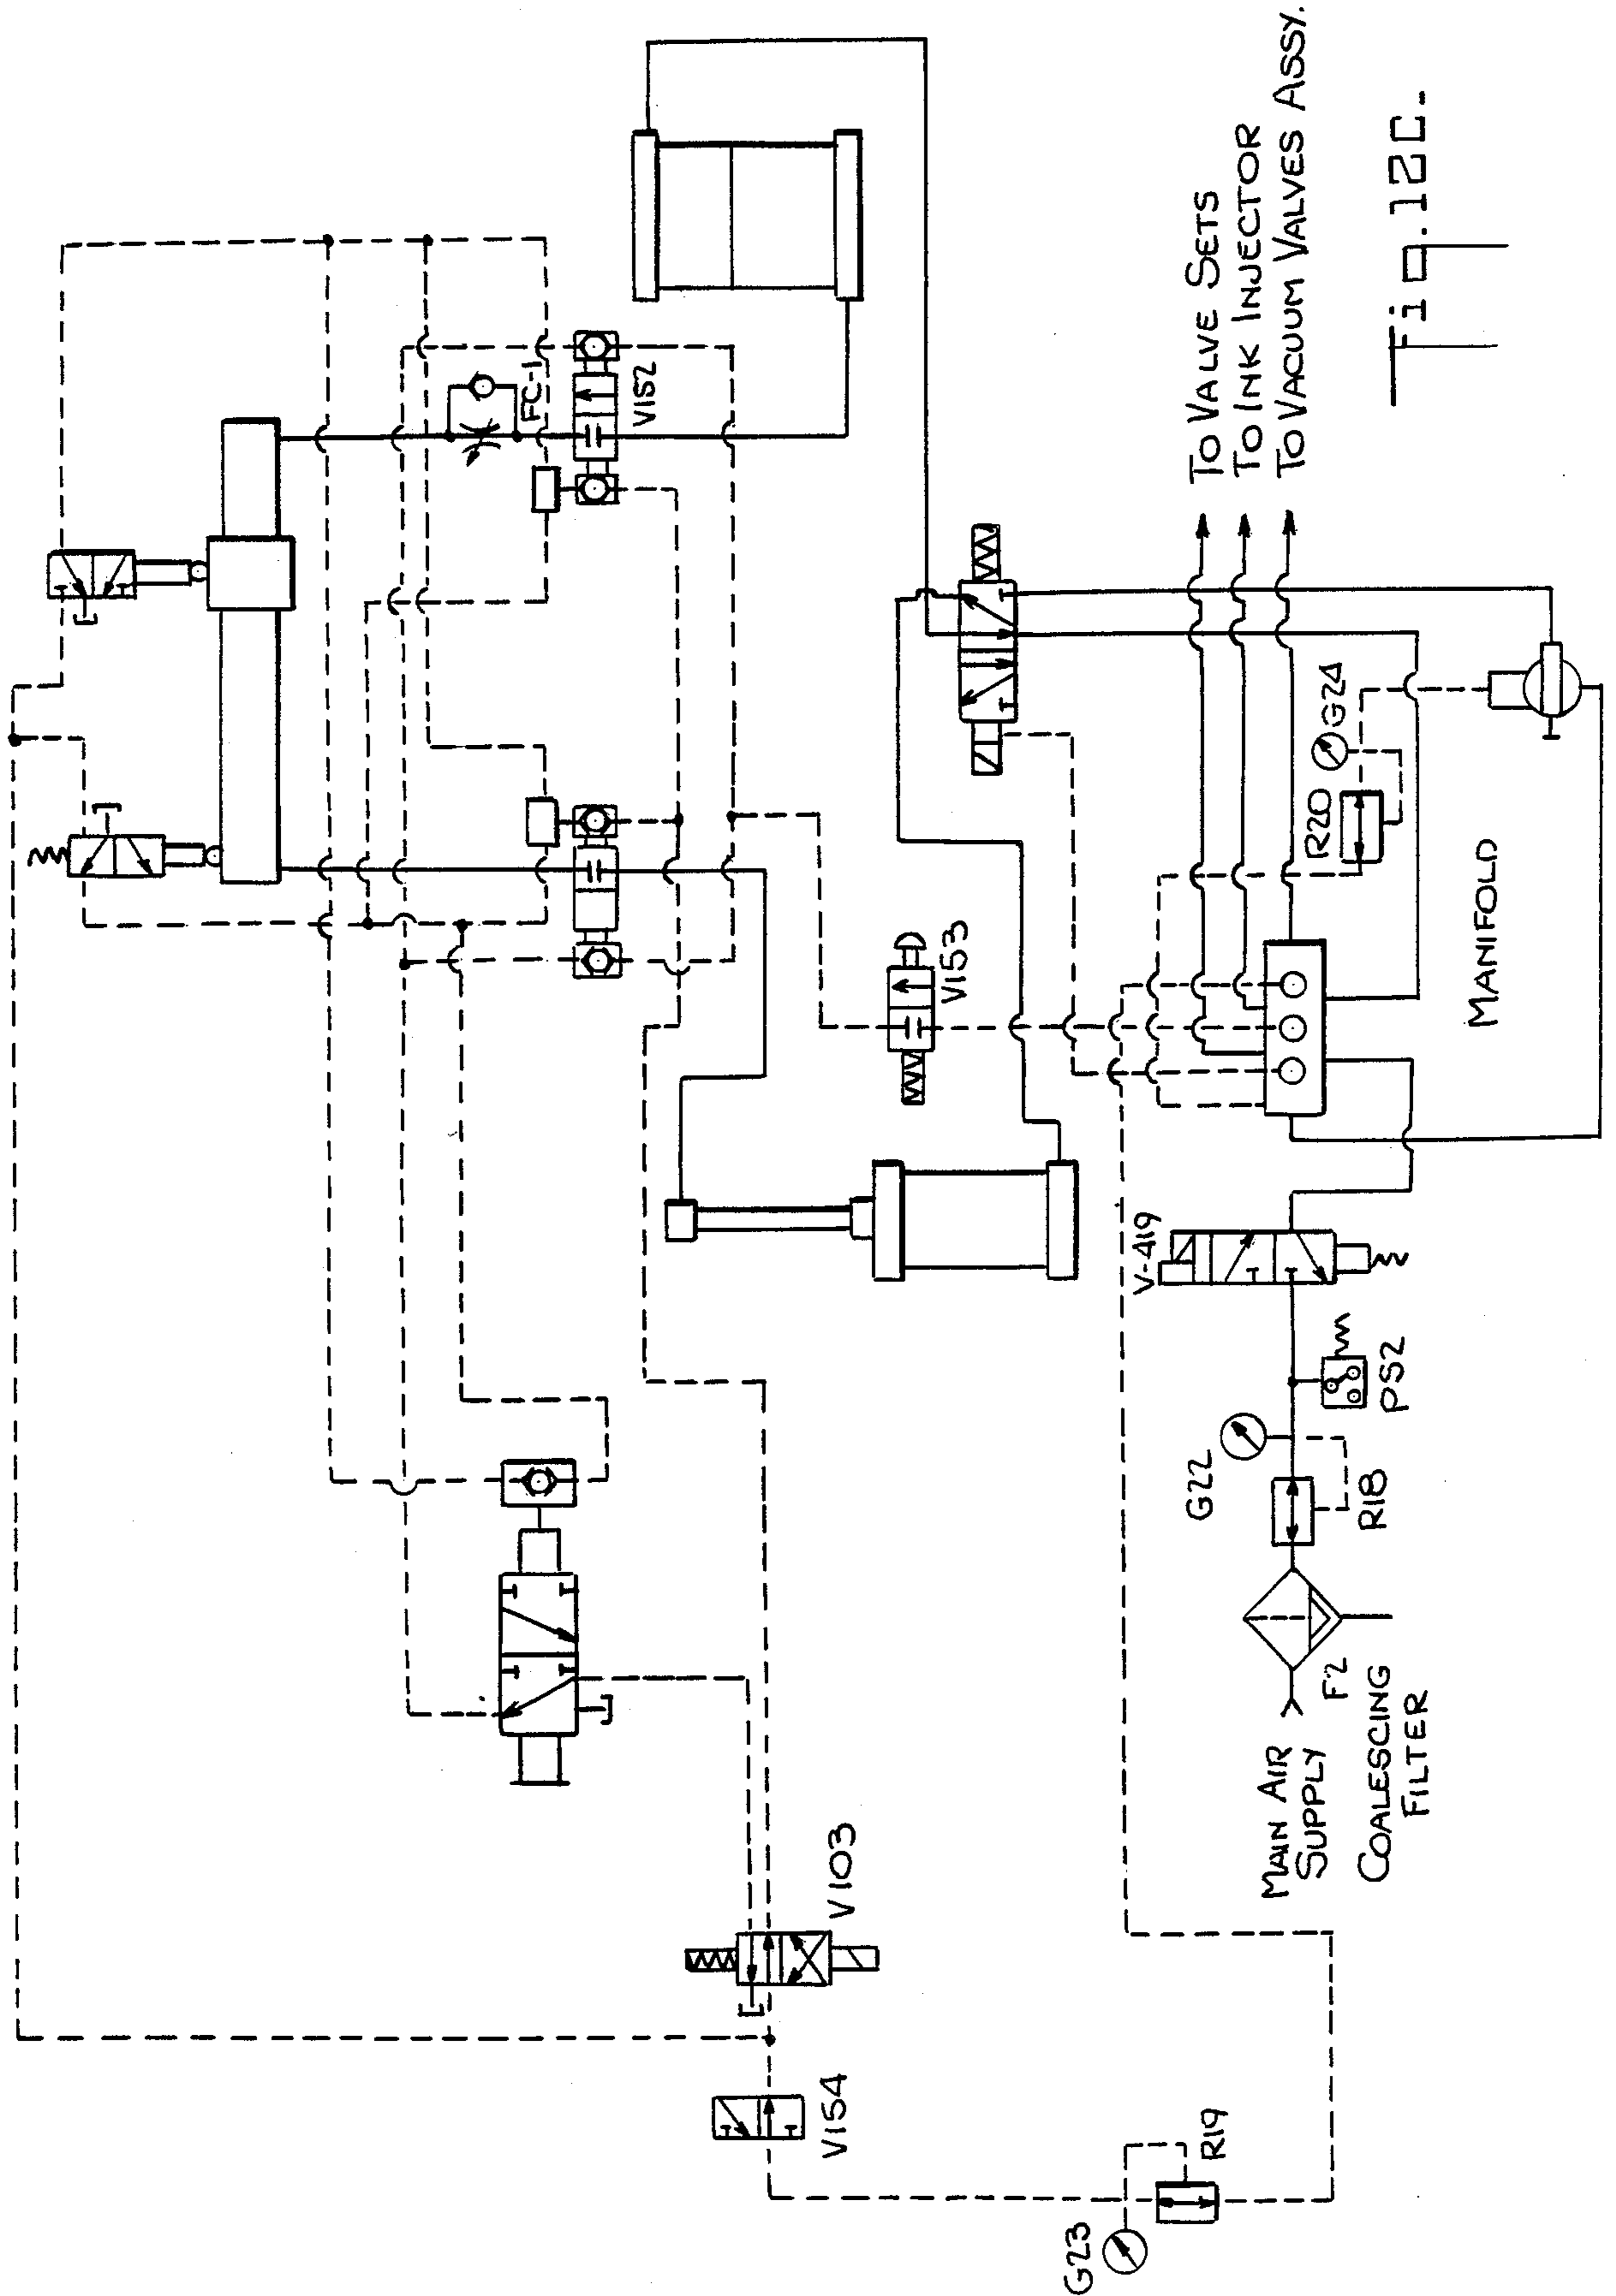 FC-1
V152
TO VALVE SETS
TO INK INJECTOR
TO VACUUM VALVES ASSY.
Fig. 12C.
G24
R20
MANIFOLD
V153
V-419
PS2
G22
R18
F2
MAIN AIR
SUPPLY
COALESCING
FILTER
V103
V154
R19
G23